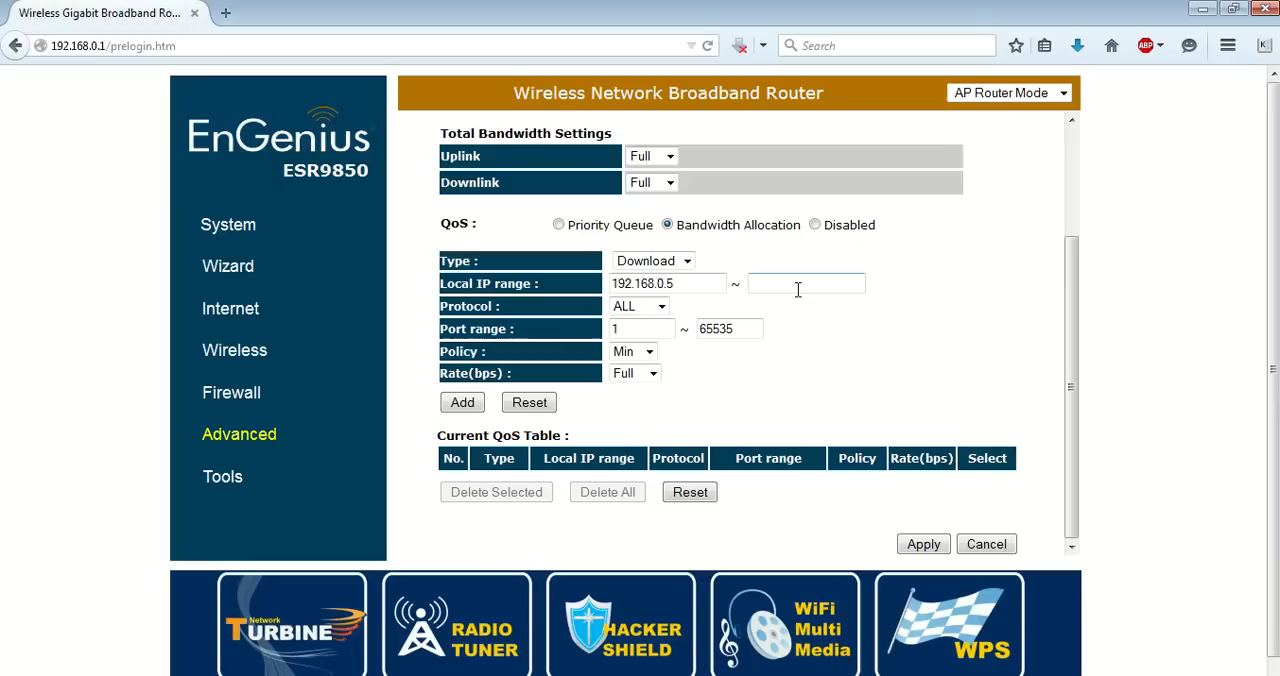 Wireless Gigabit Broadband Ro...
192.168.0.1/prelogin.htm
Search
ABP
K
EnGenius
ESR9850
System
Wizard
Internet
Wireless
Firewall
Advanced
Tools
Wireless Network Broadband Router
AP Router Mode
Total Bandwidth Settings
Uplink Full
Downlink Full
QoS : Priority Queue Bandwidth Allocation Disabled
Type : Download
Local IP range : 192.168.0.5 ~
Protocol : ALL
Port range : 1 ~ 65535
Policy : Min
Rate(bps) : Full
Add Reset
Current QoS Table :
No. Type Local IP range Protocol Port range Policy Rate(bps) Select
Delete Selected Delete All Reset
Apply Cancel
Network
TURBINE
RADIO
TUNER
HACKER
SHIELD
WiFi
Multi
Media
WPS